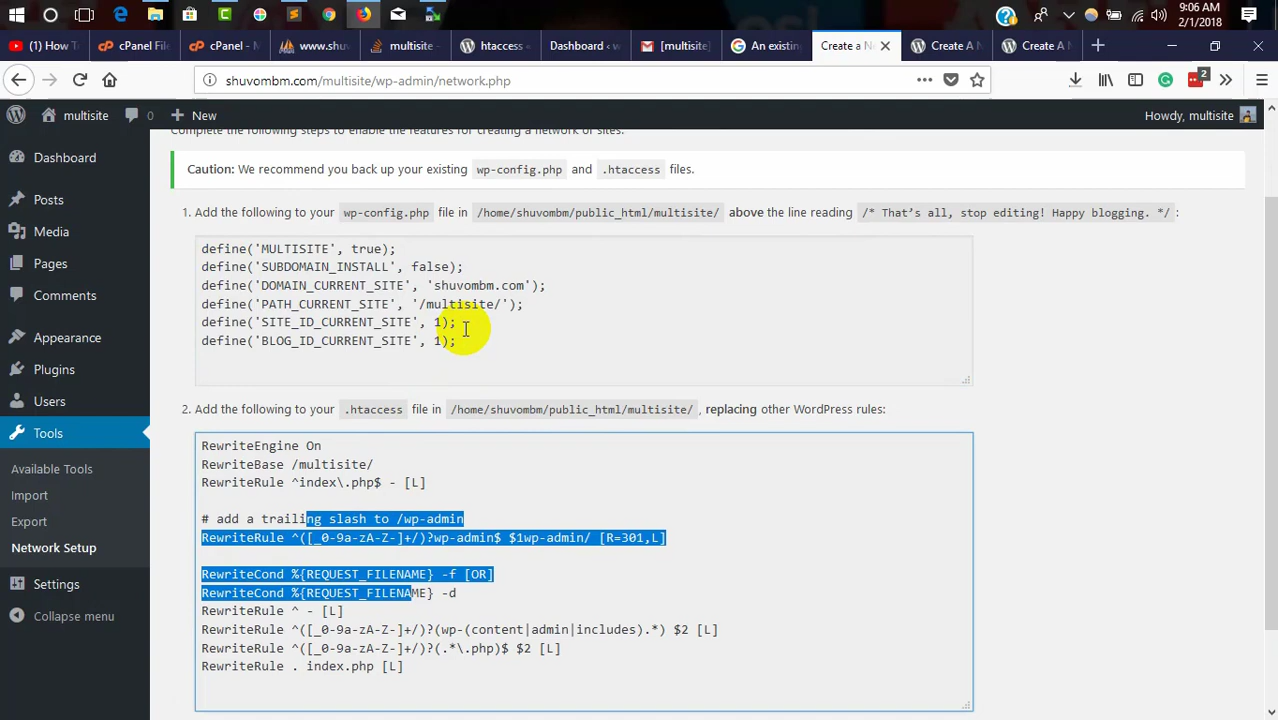 9:06 AM
2/1/2018
(1) How T
cPanel File
cPanel - M
www.shuv
multisite -
htaccess «
Dashboard ‹ w
[multisite]
An existing
Create a Ne
Create A N
Create A N
shuvombm.com/multisite/wp-admin/network.php
2
multisite
0
New
Howdy, multisite
Complete the following steps to enable the features for creating a network of sites.
Dashboard
Posts
Media
Pages
Comments
Appearance
Plugins
Users
Tools
Available Tools
Import
Export
Network Setup
Settings
Collapse menu
Caution: We recommend you back up your existing wp-config.php and .htaccess files.
1. Add the following to your wp-config.php file in /home/shuvombm/public_html/multisite/ above the line reading /* That's all, stop editing! Happy blogging. */:
define('MULTISITE', true);
define('SUBDOMAIN_INSTALL', false);
define('DOMAIN_CURRENT_SITE', 'shuvombm.com');
define('PATH_CURRENT_SITE', '/multisite/');
define('SITE_ID_CURRENT_SITE', 1);
define('BLOG_ID_CURRENT_SITE', 1);
2. Add the following to your .htaccess file in /home/shuvombm/public_html/multisite/, replacing other WordPress rules:
RewriteEngine On
RewriteBase /multisite/
RewriteRule ^index\.php$ - [L]
# add a trailing slash to /wp-admin
RewriteRule ^([_0-9a-zA-Z-]+/)?wp-admin$ $1wp-admin/ [R=301,L]
RewriteCond %{REQUEST_FILENAME} -f [OR]
RewriteCond %{REQUEST_FILENAME} -d
RewriteRule ^ - [L]
RewriteRule ^([_0-9a-zA-Z-]+/)?(wp-(content|admin|includes).*) $2 [L]
RewriteRule ^([_0-9a-zA-Z-]+/)?(.*\.php)$ $2 [L]
RewriteRule . index.php [L]